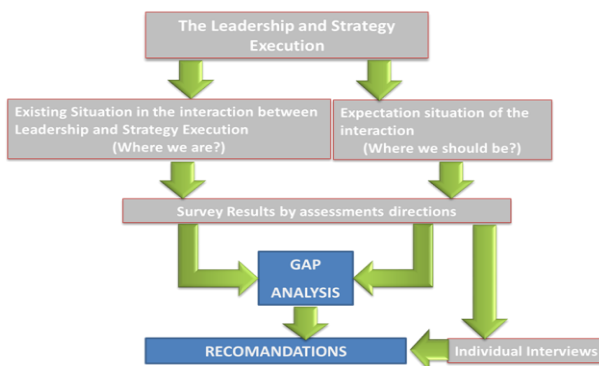 The Leadership and Strategy
Execution
Existing Situation in the interaction between
Leadership and Strategy Execution
(Where we are?)
Expectation situation of the
interaction
(Where we should be?)
Survey Results by assessments directions
GAP
ANALYSIS
RECOMANDATIONS
Individual Interviews